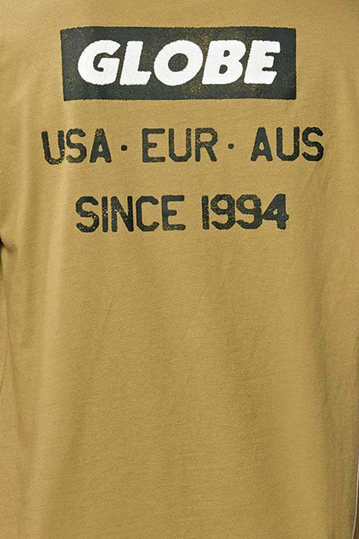 GLOBE
USA · EUR · AUS
SINCE 1994